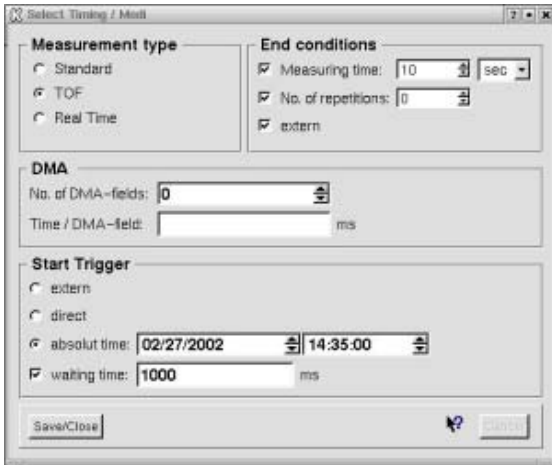 Select Timing / Medi
Measurement type
Standard
TOF
Real Time
End conditions
Measuring time: 10 sec
No. of repetitions: 0
extern
DMA
No. of DMA-fields: 0
Time / DMA-field: ms
Start Trigger
extern
direct
absolut time: 02/27/2002 14:35:00
waiting time: 1000 ms
Save/Close
Cancel